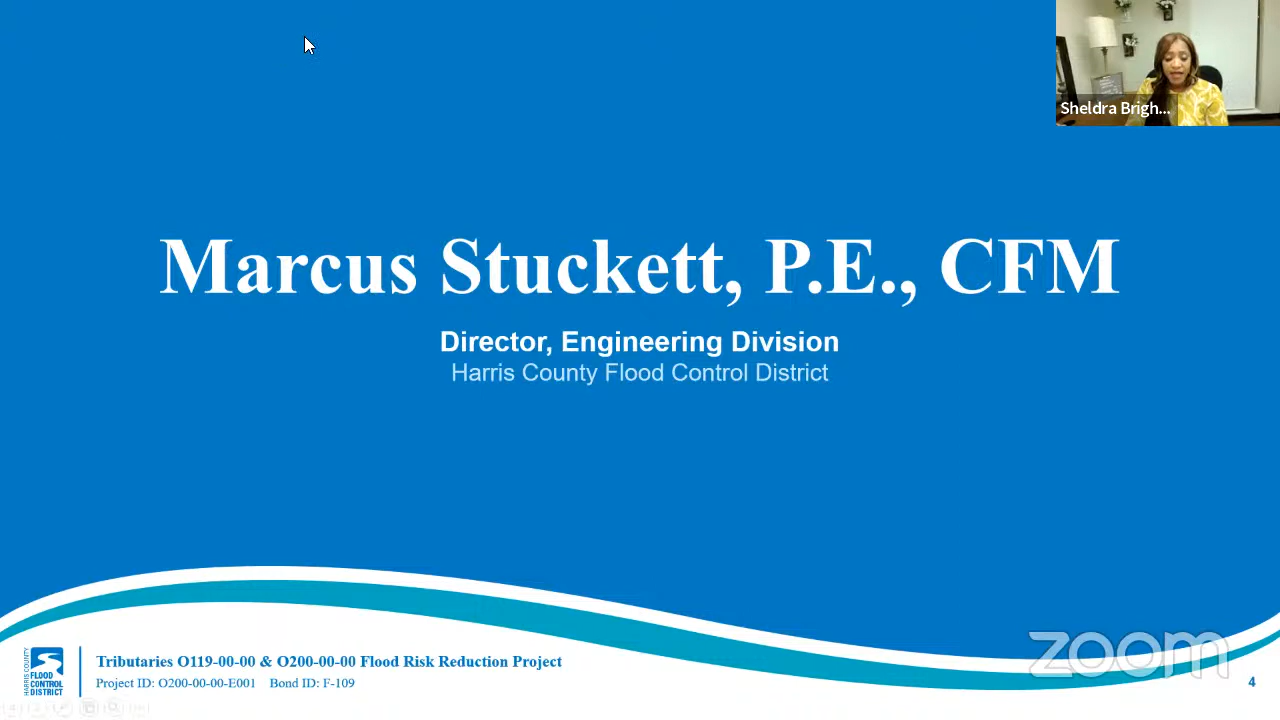 Sheldra Brigh...
Marcus Stuckett, P.E., CFM
Director, Engineering Division
Harris County Flood Control District
HARRIS COUNTY
FLOOD
CONTROL
DISTRICT
Tributaries O119-00-00 & O200-00-00 Flood Risk Reduction Project
Project ID: O200-00-00-E001 Bond ID: F-109
zoom
4